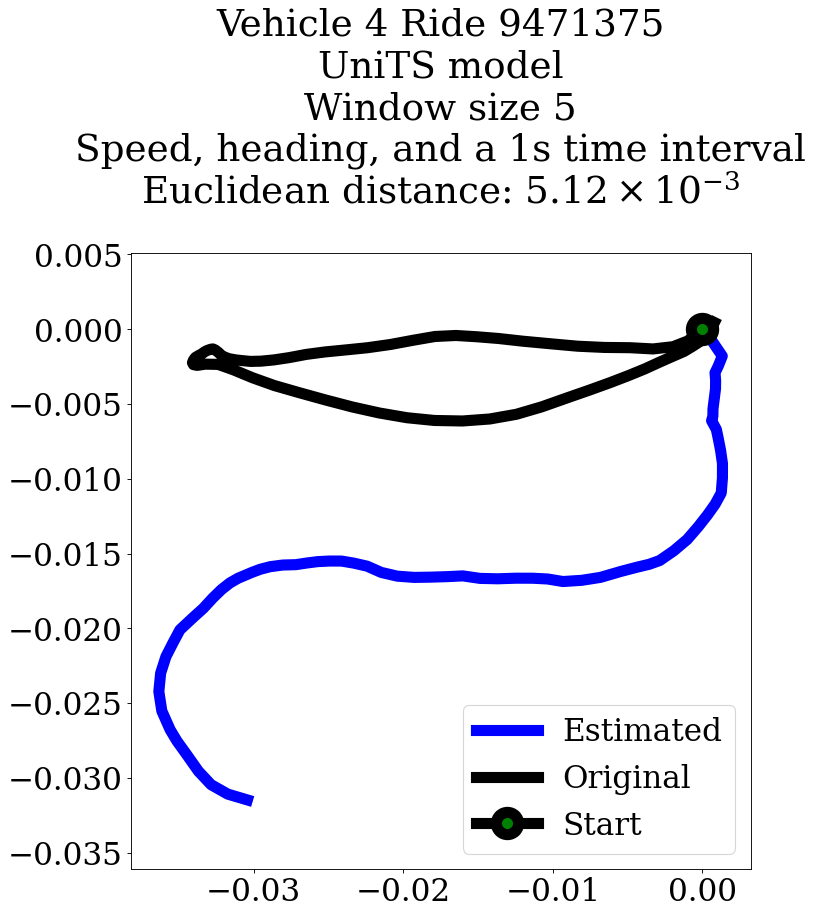 Vehicle 4 Ride 9471375
UniTS model
Window size 5
Speed, heading, and a 1s time interval
Euclidean distance: 5.12 × 10⁻³
0.005
0.000
−0.005
−0.010
−0.015
−0.020
−0.025
−0.030
−0.035
Estimated
Original
Start
−0.03
−0.02
−0.01
0.00